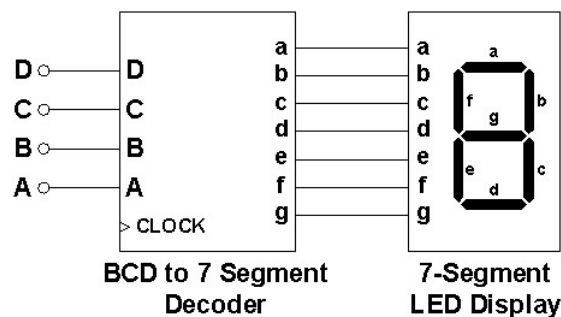 D D
C C
B B
A A
> CLOCK
a a
b b
c c
d d
e e
f f
g g
a
f b
g
e c
d
BCD to 7 Segment
Decoder
7-Segment
LED Display